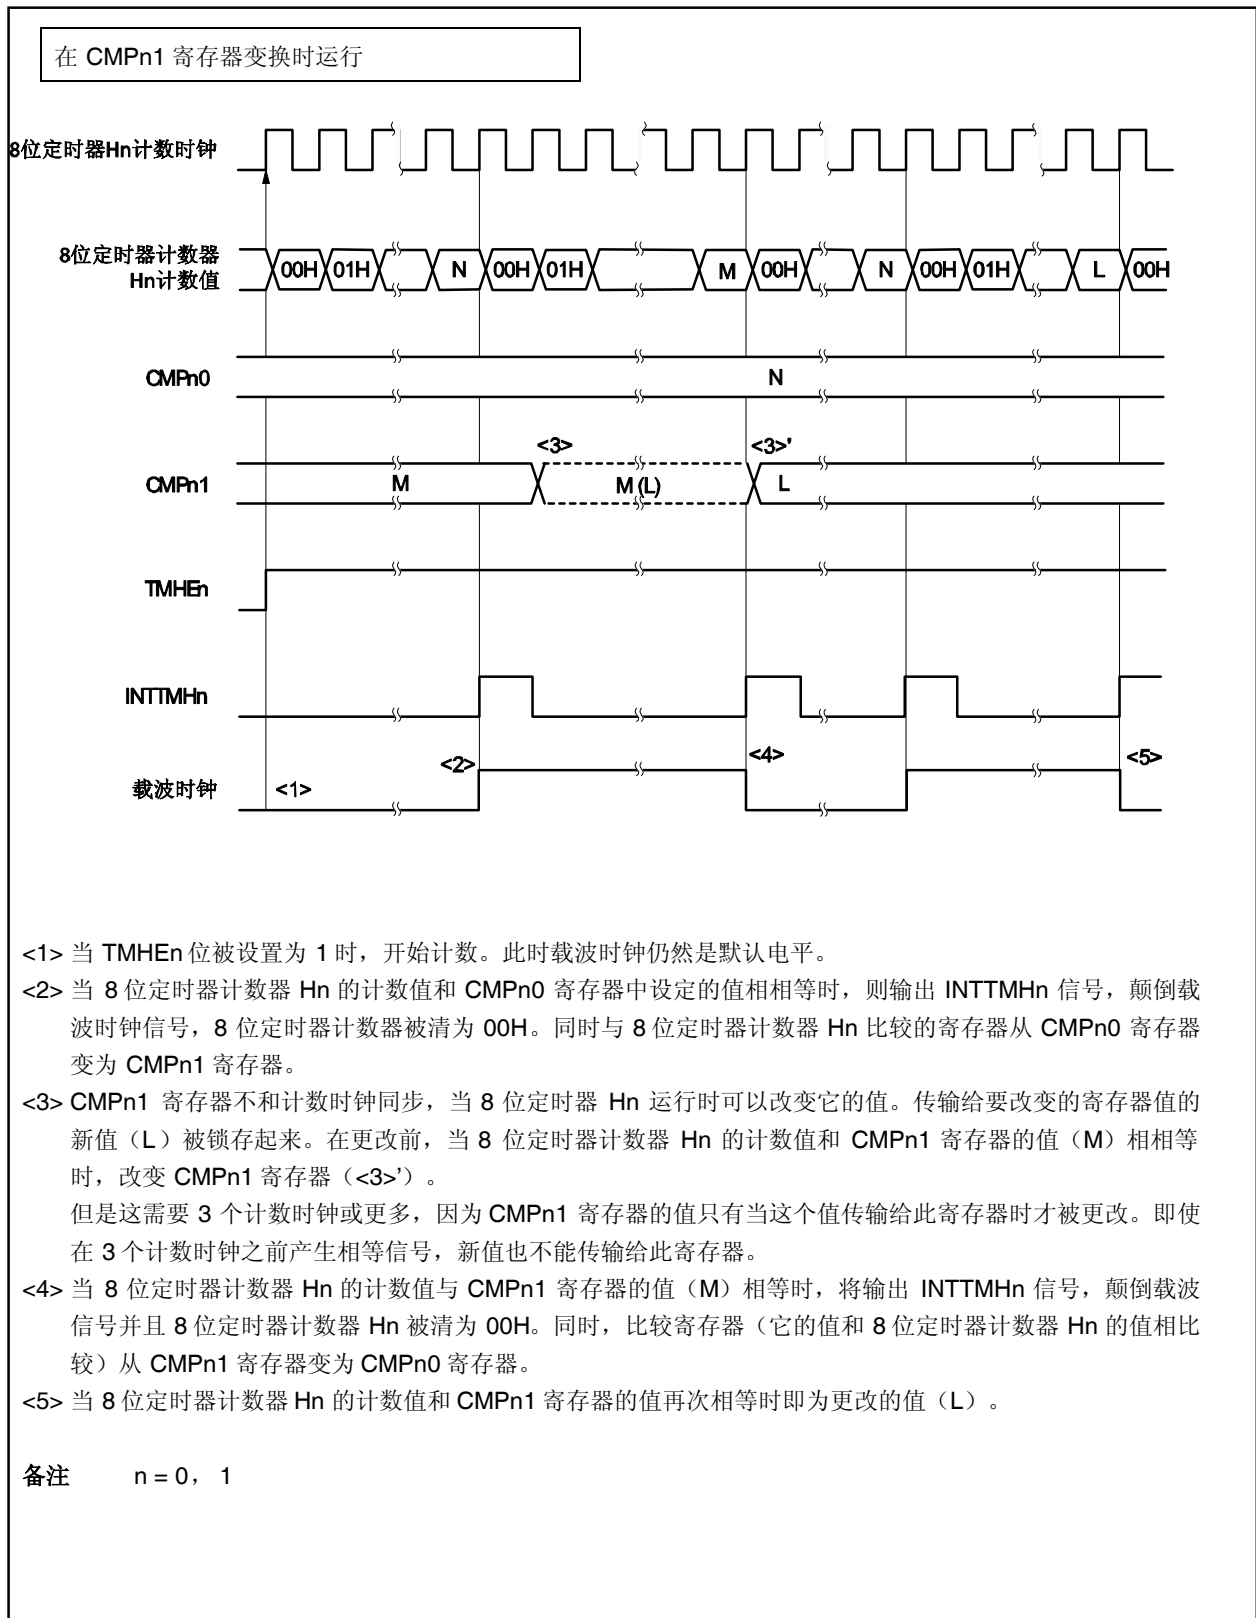 在 CMPn1 寄存器变换时运行
8位定时器Hn计数时钟
8位定时器计数器
Hn计数值
00H 01H N 00H 01H M 00H N 00H 01H L 00H
CMPn0
N
<3> <3>'
CMPn1
M M (L) L
TMHEn
INTTMHn
<2> <4> <5>
载波时钟
<1>
<1> 当 TMHEn 位被设置为 1 时，开始计数。此时载波时钟仍然是默认电平。
<2> 当 8 位定时器计数器 Hn 的计数值和 CMPn0 寄存器中设定的值相相等时，则输出 INTTMHn 信号，颠倒载
波时钟信号，8 位定时器计数器被清为 00H。同时与 8 位定时器计数器 Hn 比较的寄存器从 CMPn0 寄存器
变为 CMPn1 寄存器。
<3> CMPn1 寄存器不和计数时钟同步，当 8 位定时器 Hn 运行时可以改变它的值。传输给要改变的寄存器值的
新值（L）被锁存起来。在更改前，当 8 位定时器计数器 Hn 的计数值和 CMPn1 寄存器的值（M）相相等
时，改变 CMPn1 寄存器（<3>’）。
但是这需要 3 个计数时钟或更多，因为 CMPn1 寄存器的值只有当这个值传输给此寄存器时才被更改。即使
在 3 个计数时钟之前产生相等信号，新值也不能传输给此寄存器。
<4> 当 8 位定时器计数器 Hn 的计数值与 CMPn1 寄存器的值（M）相等时，将输出 INTTMHn 信号，颠倒载波
信号并且 8 位定时器计数器 Hn 被清为 00H。同时，比较寄存器（它的值和 8 位定时器计数器 Hn 的值相比
较）从 CMPn1 寄存器变为 CMPn0 寄存器。
<5> 当 8 位定时器计数器 Hn 的计数值和 CMPn1 寄存器的值再次相等时即为更改的值（L）。
备注 n = 0， 1